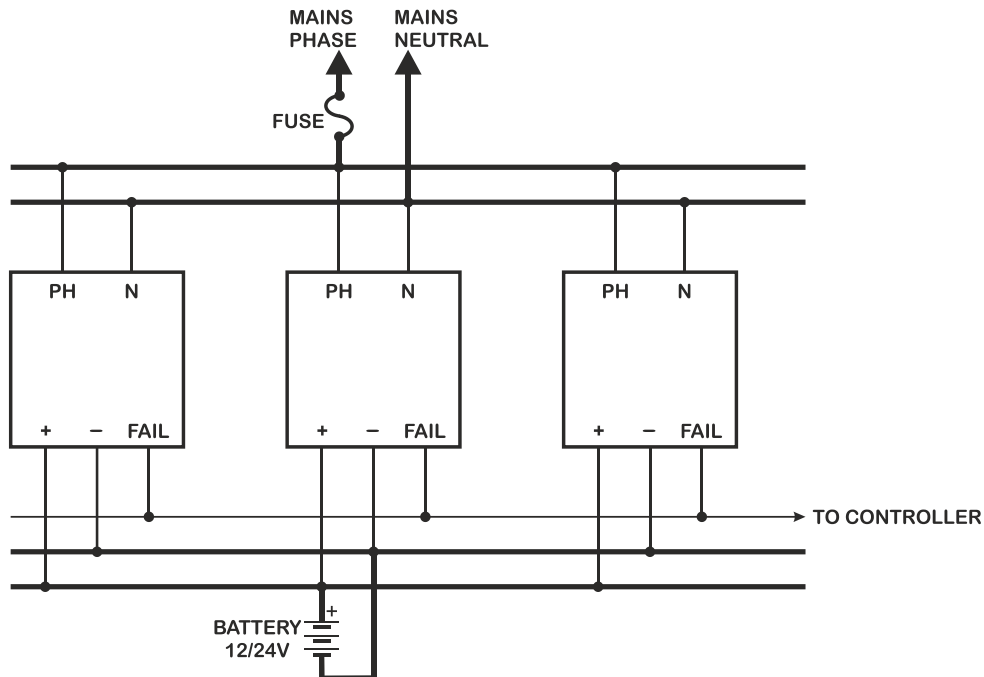 MAINS PHASE
MAINS NEUTRAL
FUSE
PH N
PH N
PH N
+ – FAIL
+ – FAIL
+ – FAIL
TO CONTROLLER
+
BATTERY
12/24V